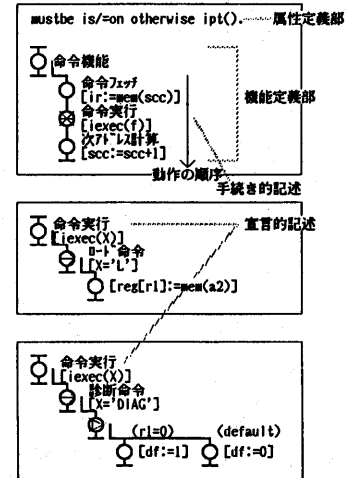 mustbe is/=on otherwise ipt(). 属性定義部
命令機能
命令フェッチ
[ir:=mem(scc)]
機能定義部
命令実行
[iexec(f)]
次アドレス計算
[scc:=scc+1]
動作の順序
手続き的記述
命令実行
宣言的記述
[iexec(X)]
ロード命令
[X='L']
[reg[r1]:=mem(a2)]
命令実行
[iexec(X)]
診断命令
[X='DIAG']
(r1=0) (default)
[df:=1] [df:=0]